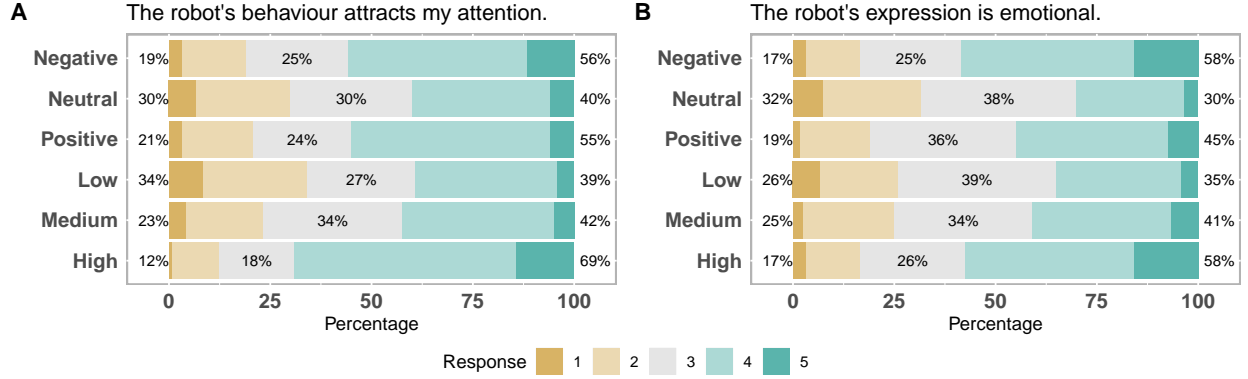 A The robot's behaviour attracts my attention.
Negative 19% 25% 56%
Neutral 30% 30% 40%
Positive 21% 24% 55%
Low 34% 27% 39%
Medium 23% 34% 42%
High 12% 18% 69%
0 25 50 75 100
Percentage
B The robot's expression is emotional.
Negative 17% 25% 58%
Neutral 32% 38% 30%
Positive 19% 36% 45%
Low 26% 39% 35%
Medium 25% 34% 41%
High 17% 26% 58%
0 25 50 75 100
Percentage
Response 1 2 3 4 5